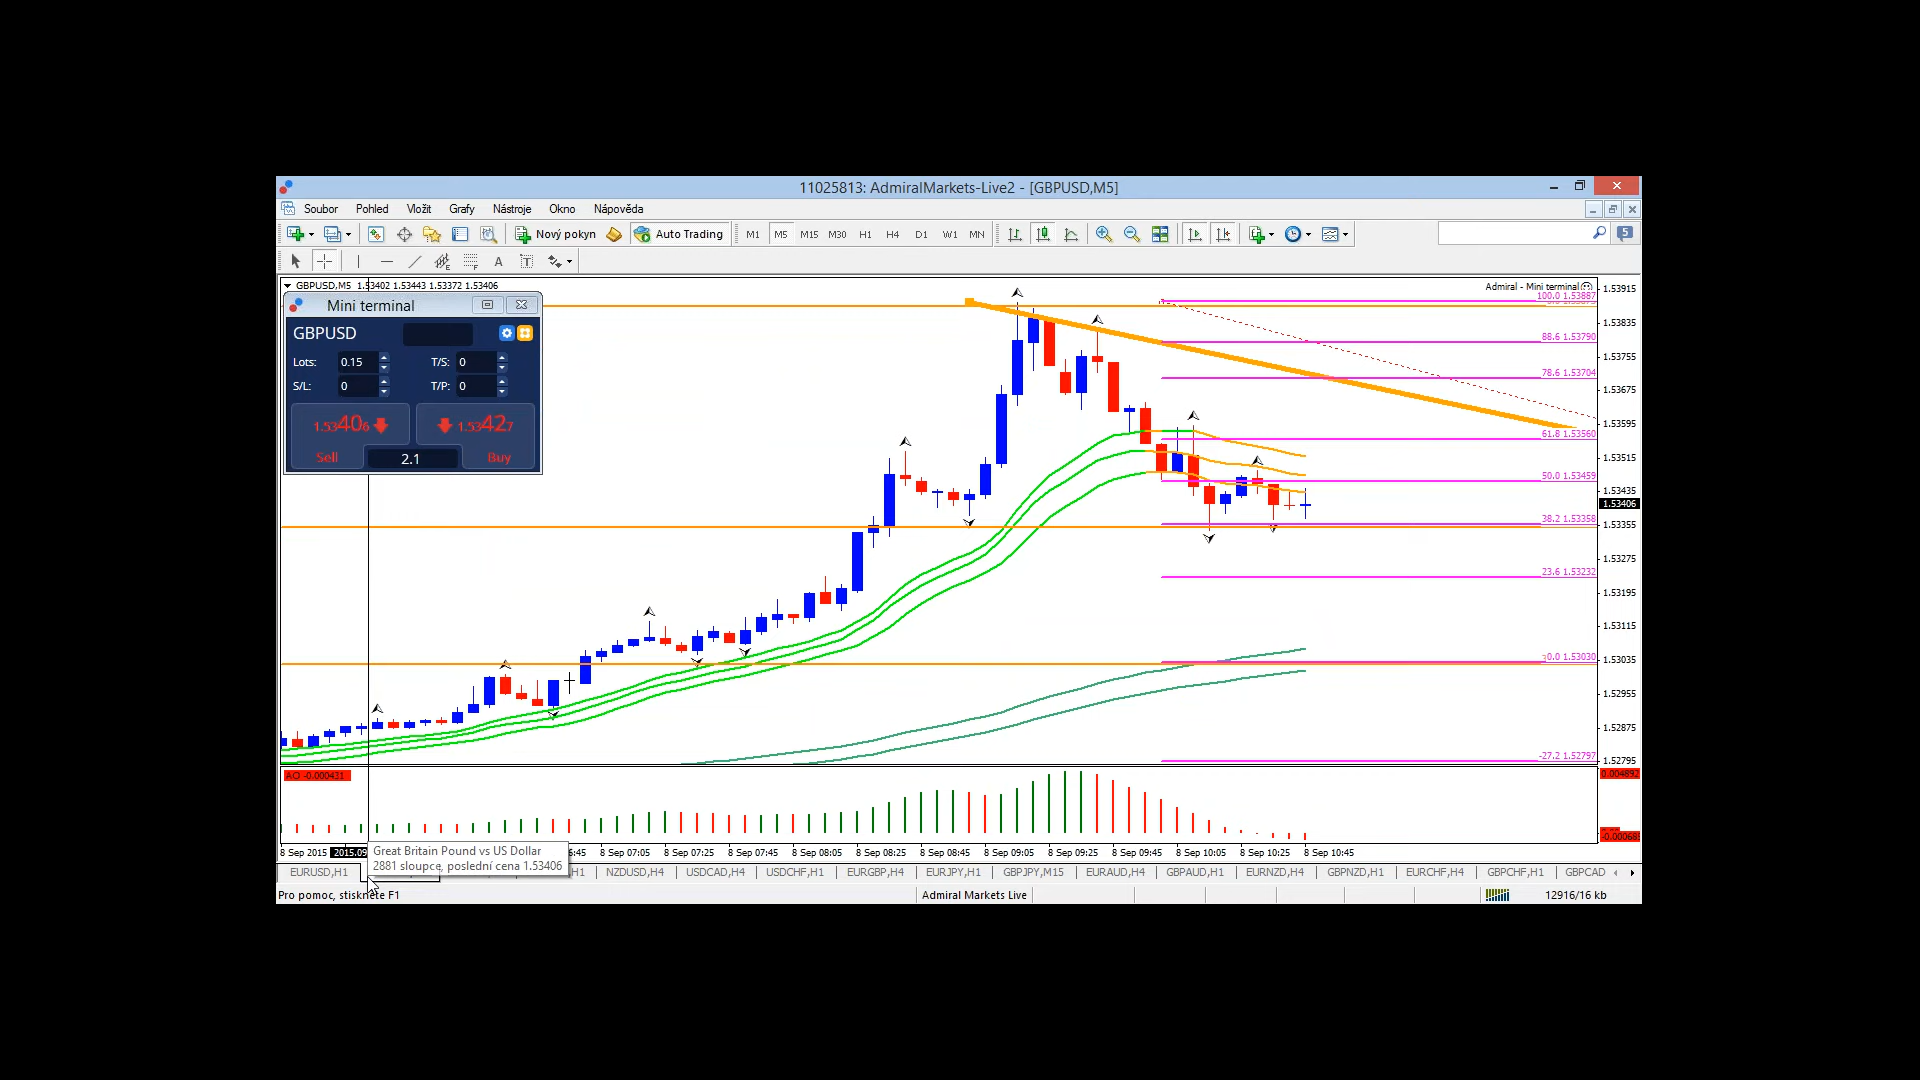 11025813: AdmiralMarkets-Live2 - [GBPUSD,M5]
Soubor Pohled Vložit Grafy Nástroje Okno Nápověda
Nový pokyn Auto Trading M1 M5 M15 M30 H1 H4 D1 W1 MN 5
A T
GBPUSD,M5 1.53402 1.53443 1.53372 1.53406
Admiral - Mini terminal
Mini terminal
GBPUSD
Lots: 0.15 T/S: 0
S/L: 0 T/P: 0
1.53406 1.53427
Sell 2.1 Buy
100.0 1.53887
88.6 1.53790
78.6 1.53704
61.8 1.53560
50.0 1.53459
38.2 1.53358
23.6 1.53232
0.0 1.53030
-27.2 1.52797
1.53915
1.53835
1.53755
1.53675
1.53595
1.53515
1.53435
1.53406
1.53355
1.53275
1.53195
1.53115
1.53035
1.52955
1.52875
1.52795
AO -0.000431
0.004892
8 Sep 2015 2015.09 6:45 8 Sep 07:05 8 Sep 07:25 8 Sep 07:45 8 Sep 08:05 8 Sep 08:25 8 Sep 08:45 8 Sep 09:05 8 Sep 09:25 8 Sep 09:45 8 Sep 10:05 8 Sep 10:25 8 Sep 10:45
Great Britain Pound vs US Dollar
2881 sloupce, poslední cena 1.53406
EURUSD,H1 H1 NZDUSD,H4 USDCAD,H4 USDCHF,H1 EURGBP,H4 EURJPY,H1 GBPJPY,M15 EURAUD,H4 GBPAUD,H1 EURNZD,H4 GBPNZD,H1 EURCHF,H4 GBPCHF,H1 GBPCAD
Pro pomoc, stiskněte F1 Admiral Markets Live 12916/16 kb